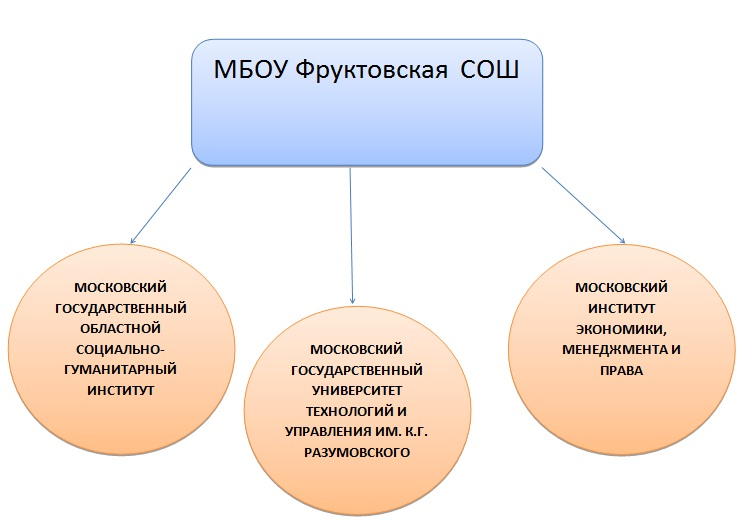 МБОУ Фруктовская СОШ
МОСКОВСКИЙ
ГОСУДАРСТВЕННЫЙ
ОБЛАСТНОЙ
СОЦИАЛЬНО-
ГУМАНИТАРНЫЙ
ИНСТИТУТ
МОСКОВСКИЙ
ГОСУДАРСТВЕННЫЙ
УНИВЕРСИТЕТ
ТЕХНОЛОГИЙ И
УПРАВЛЕНИЯ ИМ. К.Г.
РАЗУМОВСКОГО
МОСКОВСКИЙ
ИНСТИТУТ
ЭКОНОМИКИ,
МЕНЕДЖМЕНТА И
ПРАВА